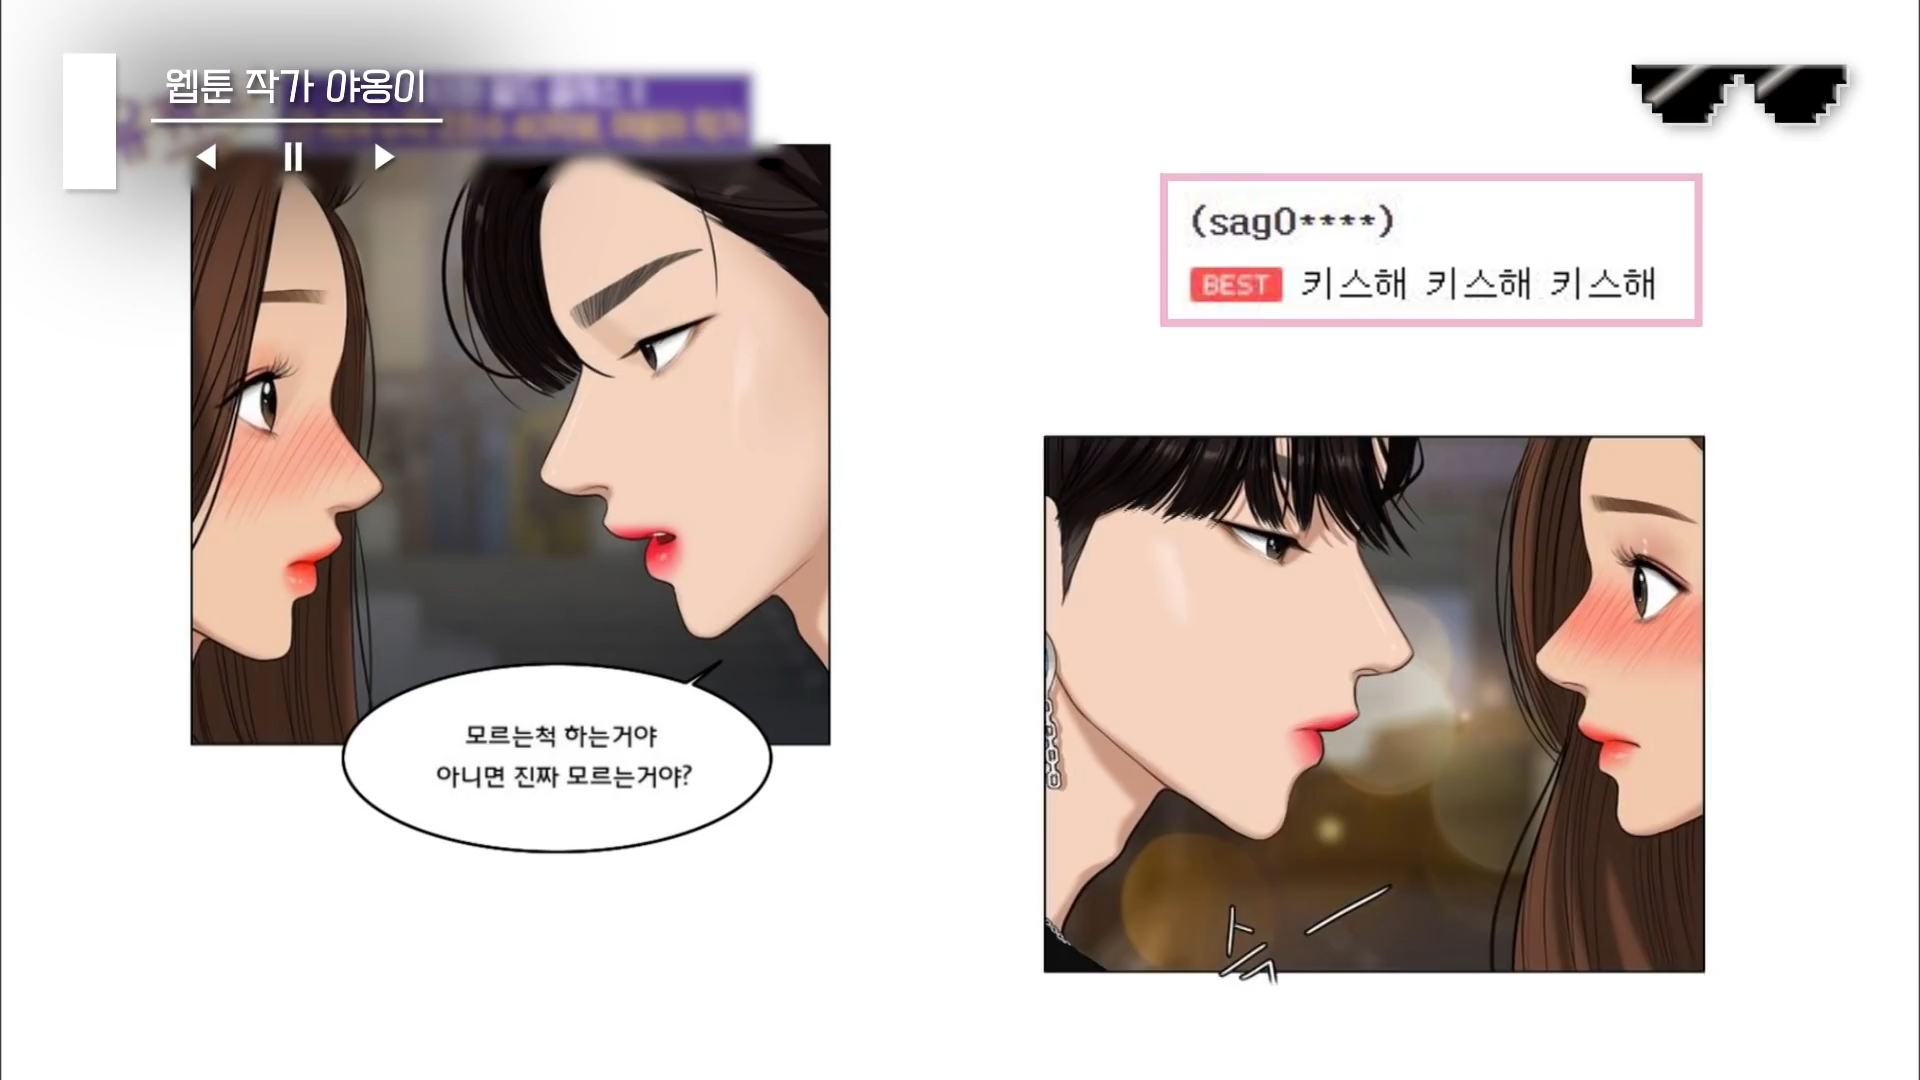 웹툰 작가 야옹이
(sag0****)
BEST 키스해 키스해 키스해
모르는척 하는거야
아니면 진짜 모르는거야?